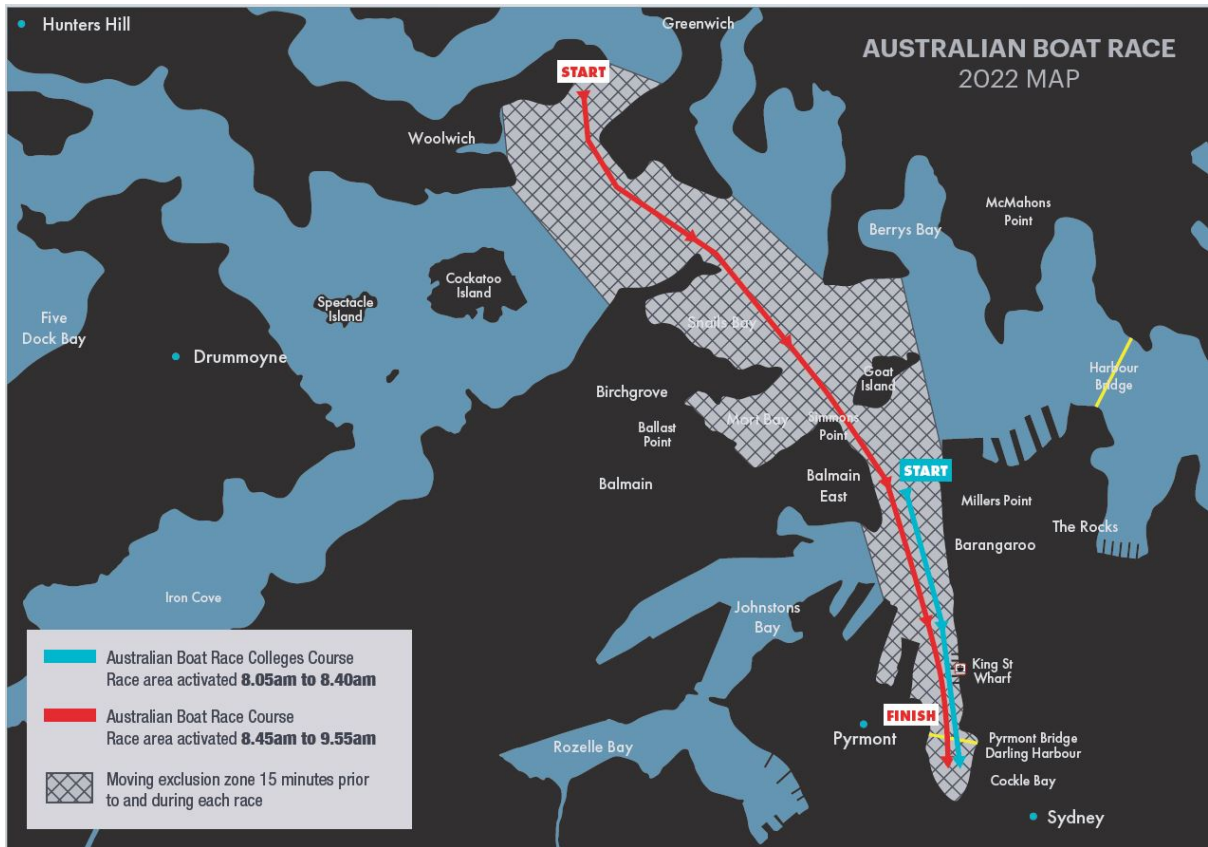 Hunters Hill
Greenwich
AUSTRALIAN BOAT RACE
2022 MAP
START
Woolwich
McMahons
Point
Berrys Bay
Cockatoo
Island
Spectacle
Island
Five
Dock Bay
Drummoyne
Snails Bay
Goat
Island
Harbour
Bridge
Birchgrove
Mort Bay
Simmons
Point
Ballast
Point
Balmain
Balmain
East
START
Millers Point
The Rocks
Barangaroo
Iron Cove
Johnstons
Bay
King St
Wharf
FINISH
Pyrmont
Pyrmont Bridge
Darling Harbour
Rozelle Bay
Cockle Bay
Sydney
Australian Boat Race Colleges Course
Race area activated 8.05am to 8.40am
Australian Boat Race Course
Race area activated 8.45am to 9.55am
Moving exclusion zone 15 minutes prior
to and during each race